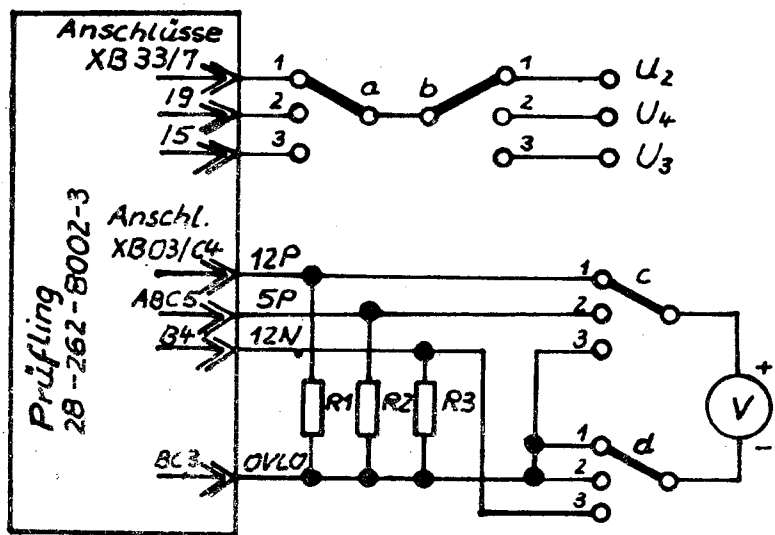 Anschlüsse
XB 33/7
19
15
1
2
3
a
b
1
2
3
U2
U4
U3
Anschl.
XB03/C4
12P
ABC5
5P
B4
12N
BC3
OVLO
Prüfling
28-262-8002-3
R1
R2
R3
1
2
3
c
1
2
3
d
V
+
-